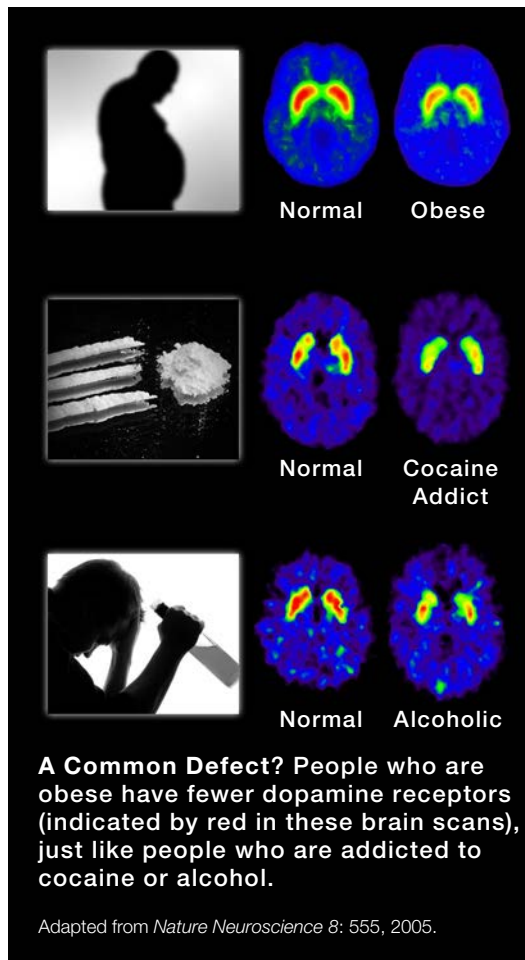 Normal Obese
Normal Cocaine
Addict
Normal Alcoholic
A Common Defect? People who are
obese have fewer dopamine receptors
(indicated by red in these brain scans),
just like people who are addicted to
cocaine or alcohol.
Adapted from Nature Neuroscience 8: 555, 2005.